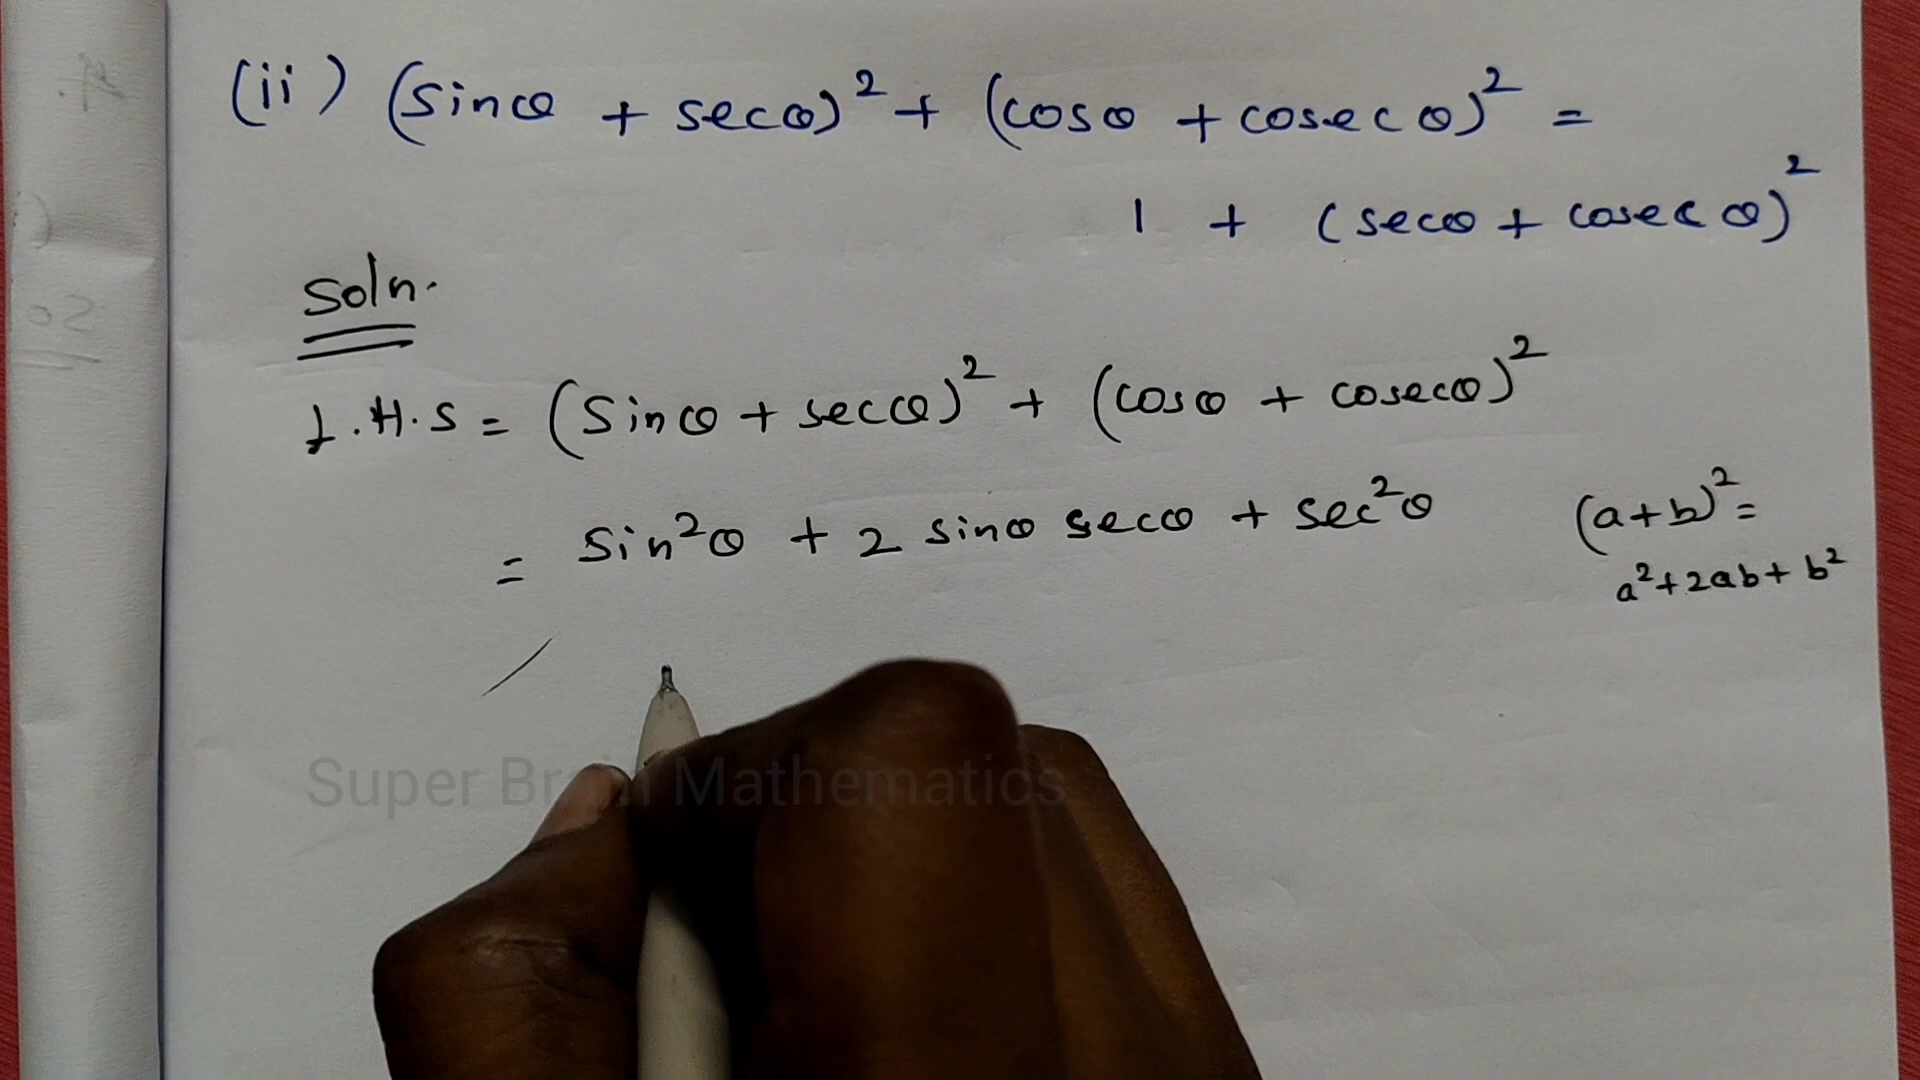 (ii) (sinθ + secθ)² + (cosθ + cosecθ)² =
1 + (secθ + cosecθ)²
Soln.
L.H.S = (Sinθ + secθ)² + (cosθ + cosecθ)²
= Sin²θ + 2 sinθ secθ + sec²θ
(a+b)² =
a²+2ab+b²
Super Brain Mathematics